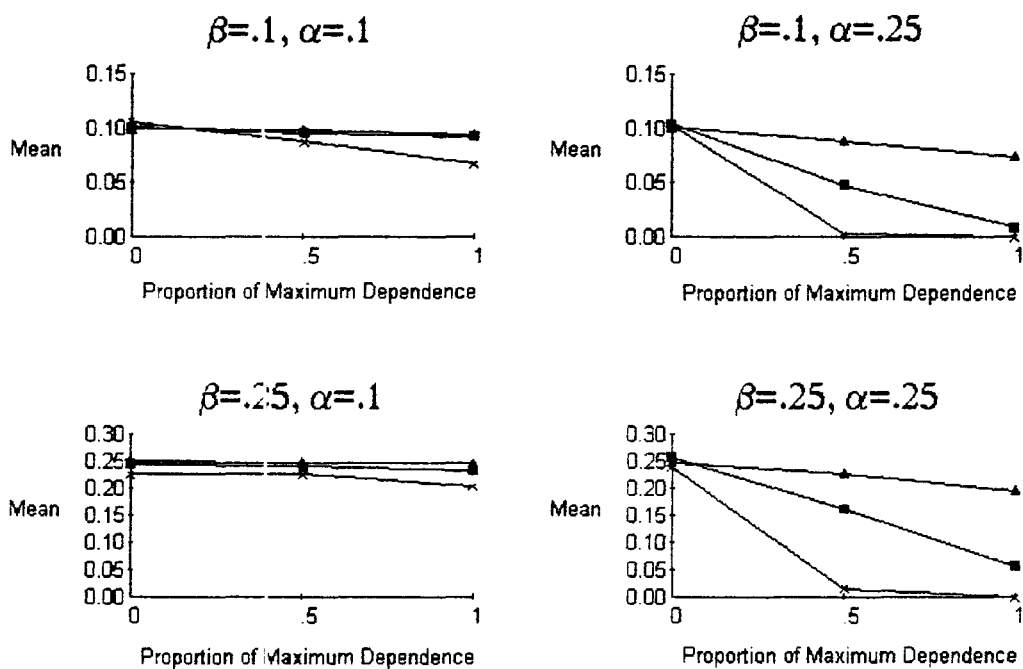 β=.1, α=.1
0.15
0.10
Mean
0.05
0.00
0 .5 1
Proportion of Maximum Dependence
β=.1, α=.25
0.15
0.10
Mean
0.05
0.00
0 .5 1
Proportion of Maximum Dependence
β=.25, α=.1
0.30
0.25
0.20
Mean
0.15
0.10
0.05
0.00
0 .5 1
Proportion of Maximum Dependence
β=.25, α=.25
0.30
0.25
0.20
Mean
0.15
0.10
0.05
0.00
0 .5 1
Proportion of Maximum Dependence